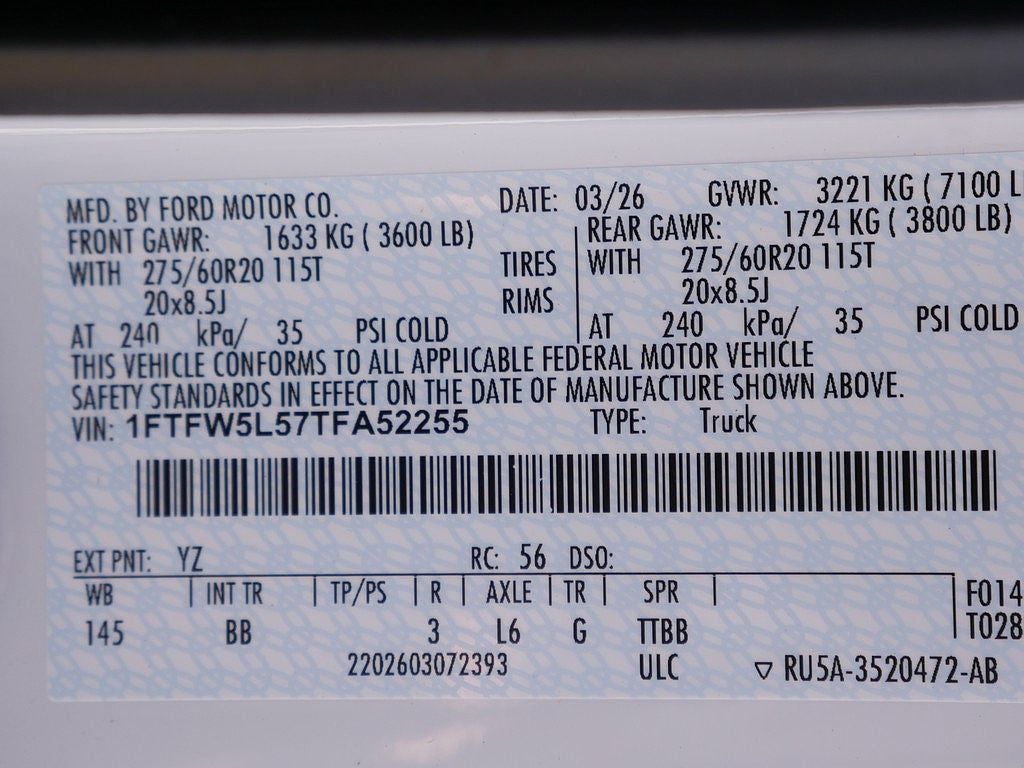 MFD. BY FORD MOTOR CO. DATE: 03/26 GVWR: 3221 KG ( 7100 L
FRONT GAWR: 1633 KG ( 3600 LB) REAR GAWR: 1724 KG ( 3800 LB)
WITH 275/60R20 115T TIRES WITH 275/60R20 115T
20x8.5J RIMS 20x8.5J
AT 240 kPa/ 35 PSI COLD AT 240 kPa/ 35 PSI COLD
THIS VEHICLE CONFORMS TO ALL APPLICABLE FEDERAL MOTOR VEHICLE
SAFETY STANDARDS IN EFFECT ON THE DATE OF MANUFACTURE SHOWN ABOVE.
VIN: 1FTFW5L57TFA52255 TYPE: Truck
EXT PNT: YZ RC: 56 DSO:
WB INT TR TP/PS R AXLE TR SPR F014
145 BB 3 L6 G TTBB T028
2202603072393 ULC ▽ RU5A-3520472-AB